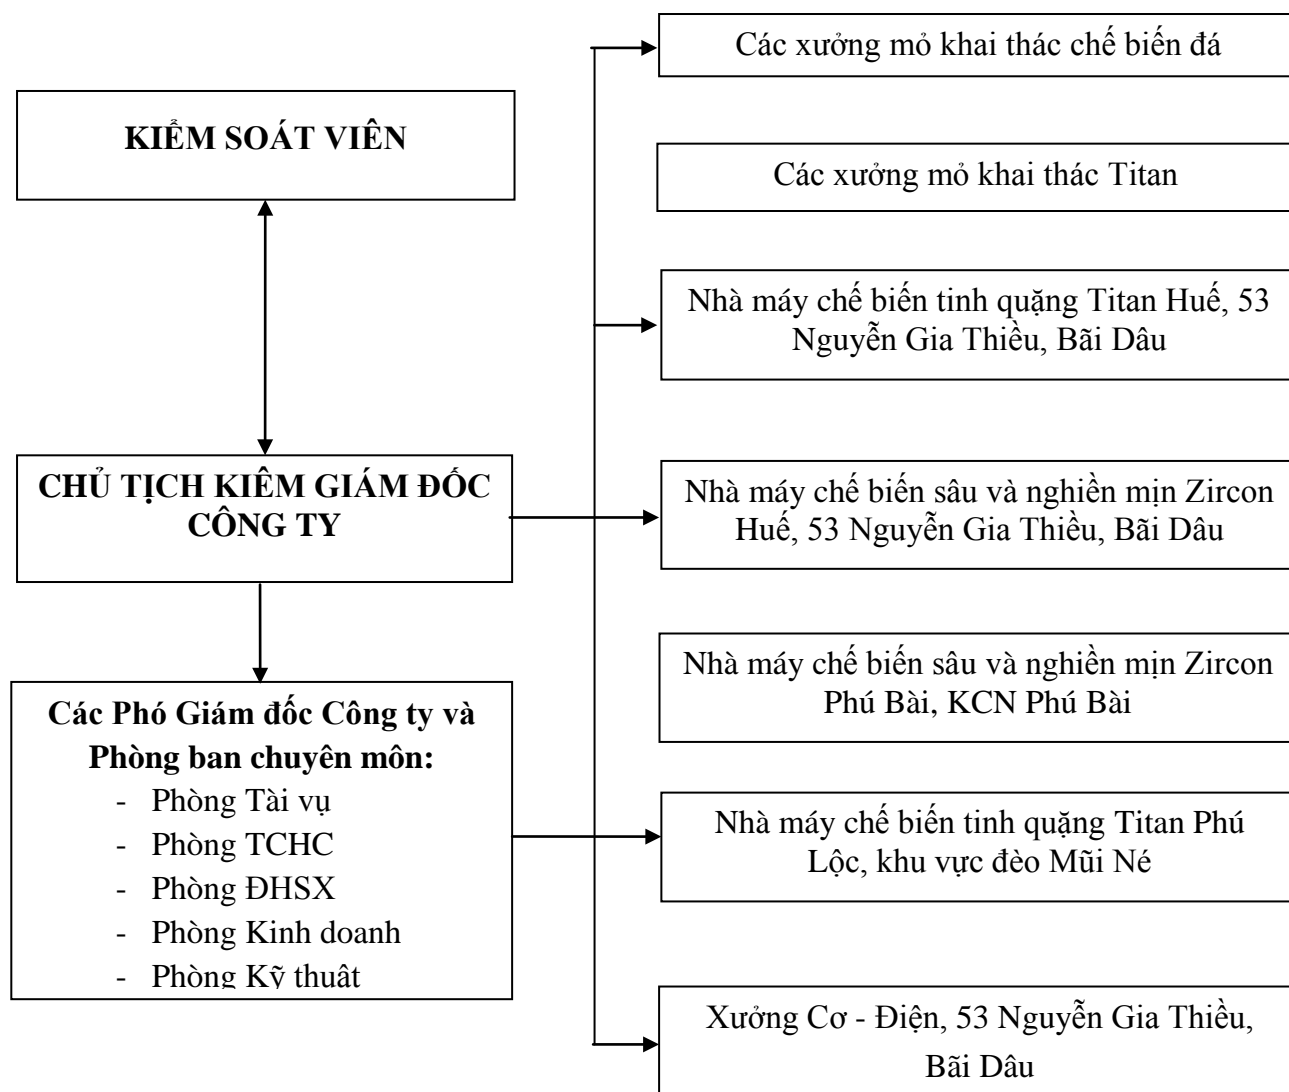 KIỂM SOÁT VIÊN
CHỦ TỊCH KIÊM GIÁM ĐỐC
CÔNG TY
Các Phó Giám đốc Công ty và
Phòng ban chuyên môn:
- Phòng Tài vụ
- Phòng TCHC
- Phòng ĐHSX
- Phòng Kinh doanh
- Phòng Kỹ thuật
Các xưởng mỏ khai thác chế biến đá
Các xưởng mỏ khai thác Titan
Nhà máy chế biến tinh quặng Titan Huế, 53
Nguyễn Gia Thiều, Bãi Dâu
Nhà máy chế biến sâu và nghiền mịn Zircon
Huế, 53 Nguyễn Gia Thiều, Bãi Dâu
Nhà máy chế biến sâu và nghiền mịn Zircon
Phú Bài, KCN Phú Bài
Nhà máy chế biến tinh quặng Titan Phú
Lộc, khu vực đèo Mũi Né
Xưởng Cơ - Điện, 53 Nguyễn Gia Thiều,
Bãi Dâu